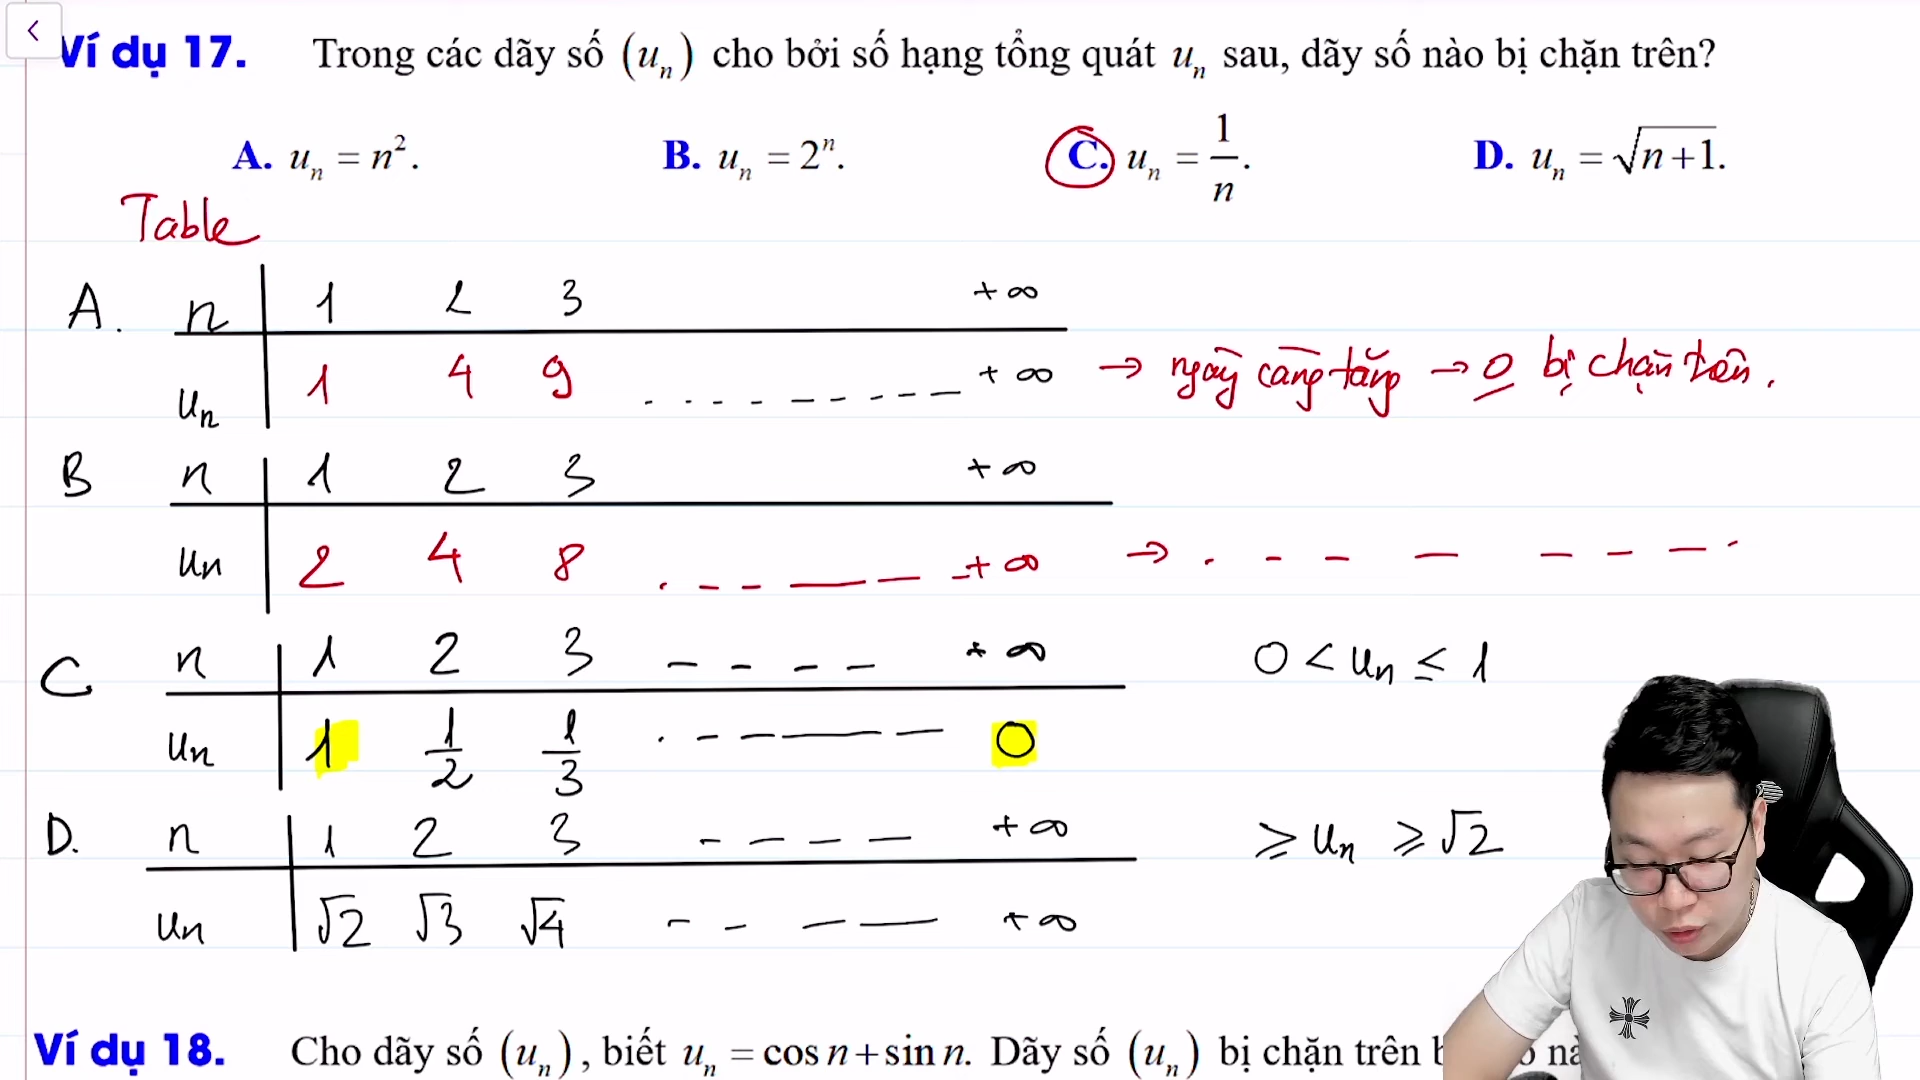 Ví dụ 17. Trong các dãy số (uₙ) cho bởi số hạng tổng quát uₙ sau, dãy số nào bị chặn trên?
A. uₙ = n². B. uₙ = 2ⁿ. C. uₙ = 1/n. D. uₙ = √(n+1).
Table
A. n 1 2 3 +∞
uₙ 1 4 9 ........ +∞ → ngày càng tăng → 0 bị chặn trên.
B n 1 2 3 +∞
uₙ 2 4 8 . - - — — - +∞ → . - - — — - — .
C n 1 2 3 - - - - +∞ 0 < uₙ ≤ 1
uₙ 1 1/2 1/3 . - - — — 0
D. n 1 2 3 - - - - +∞ ≥ uₙ ≥ √2
uₙ √2 √3 √4 - - — — +∞
Ví dụ 18. Cho dãy số (uₙ), biết uₙ = cos n + sin n. Dãy số (uₙ) bị chặn trên